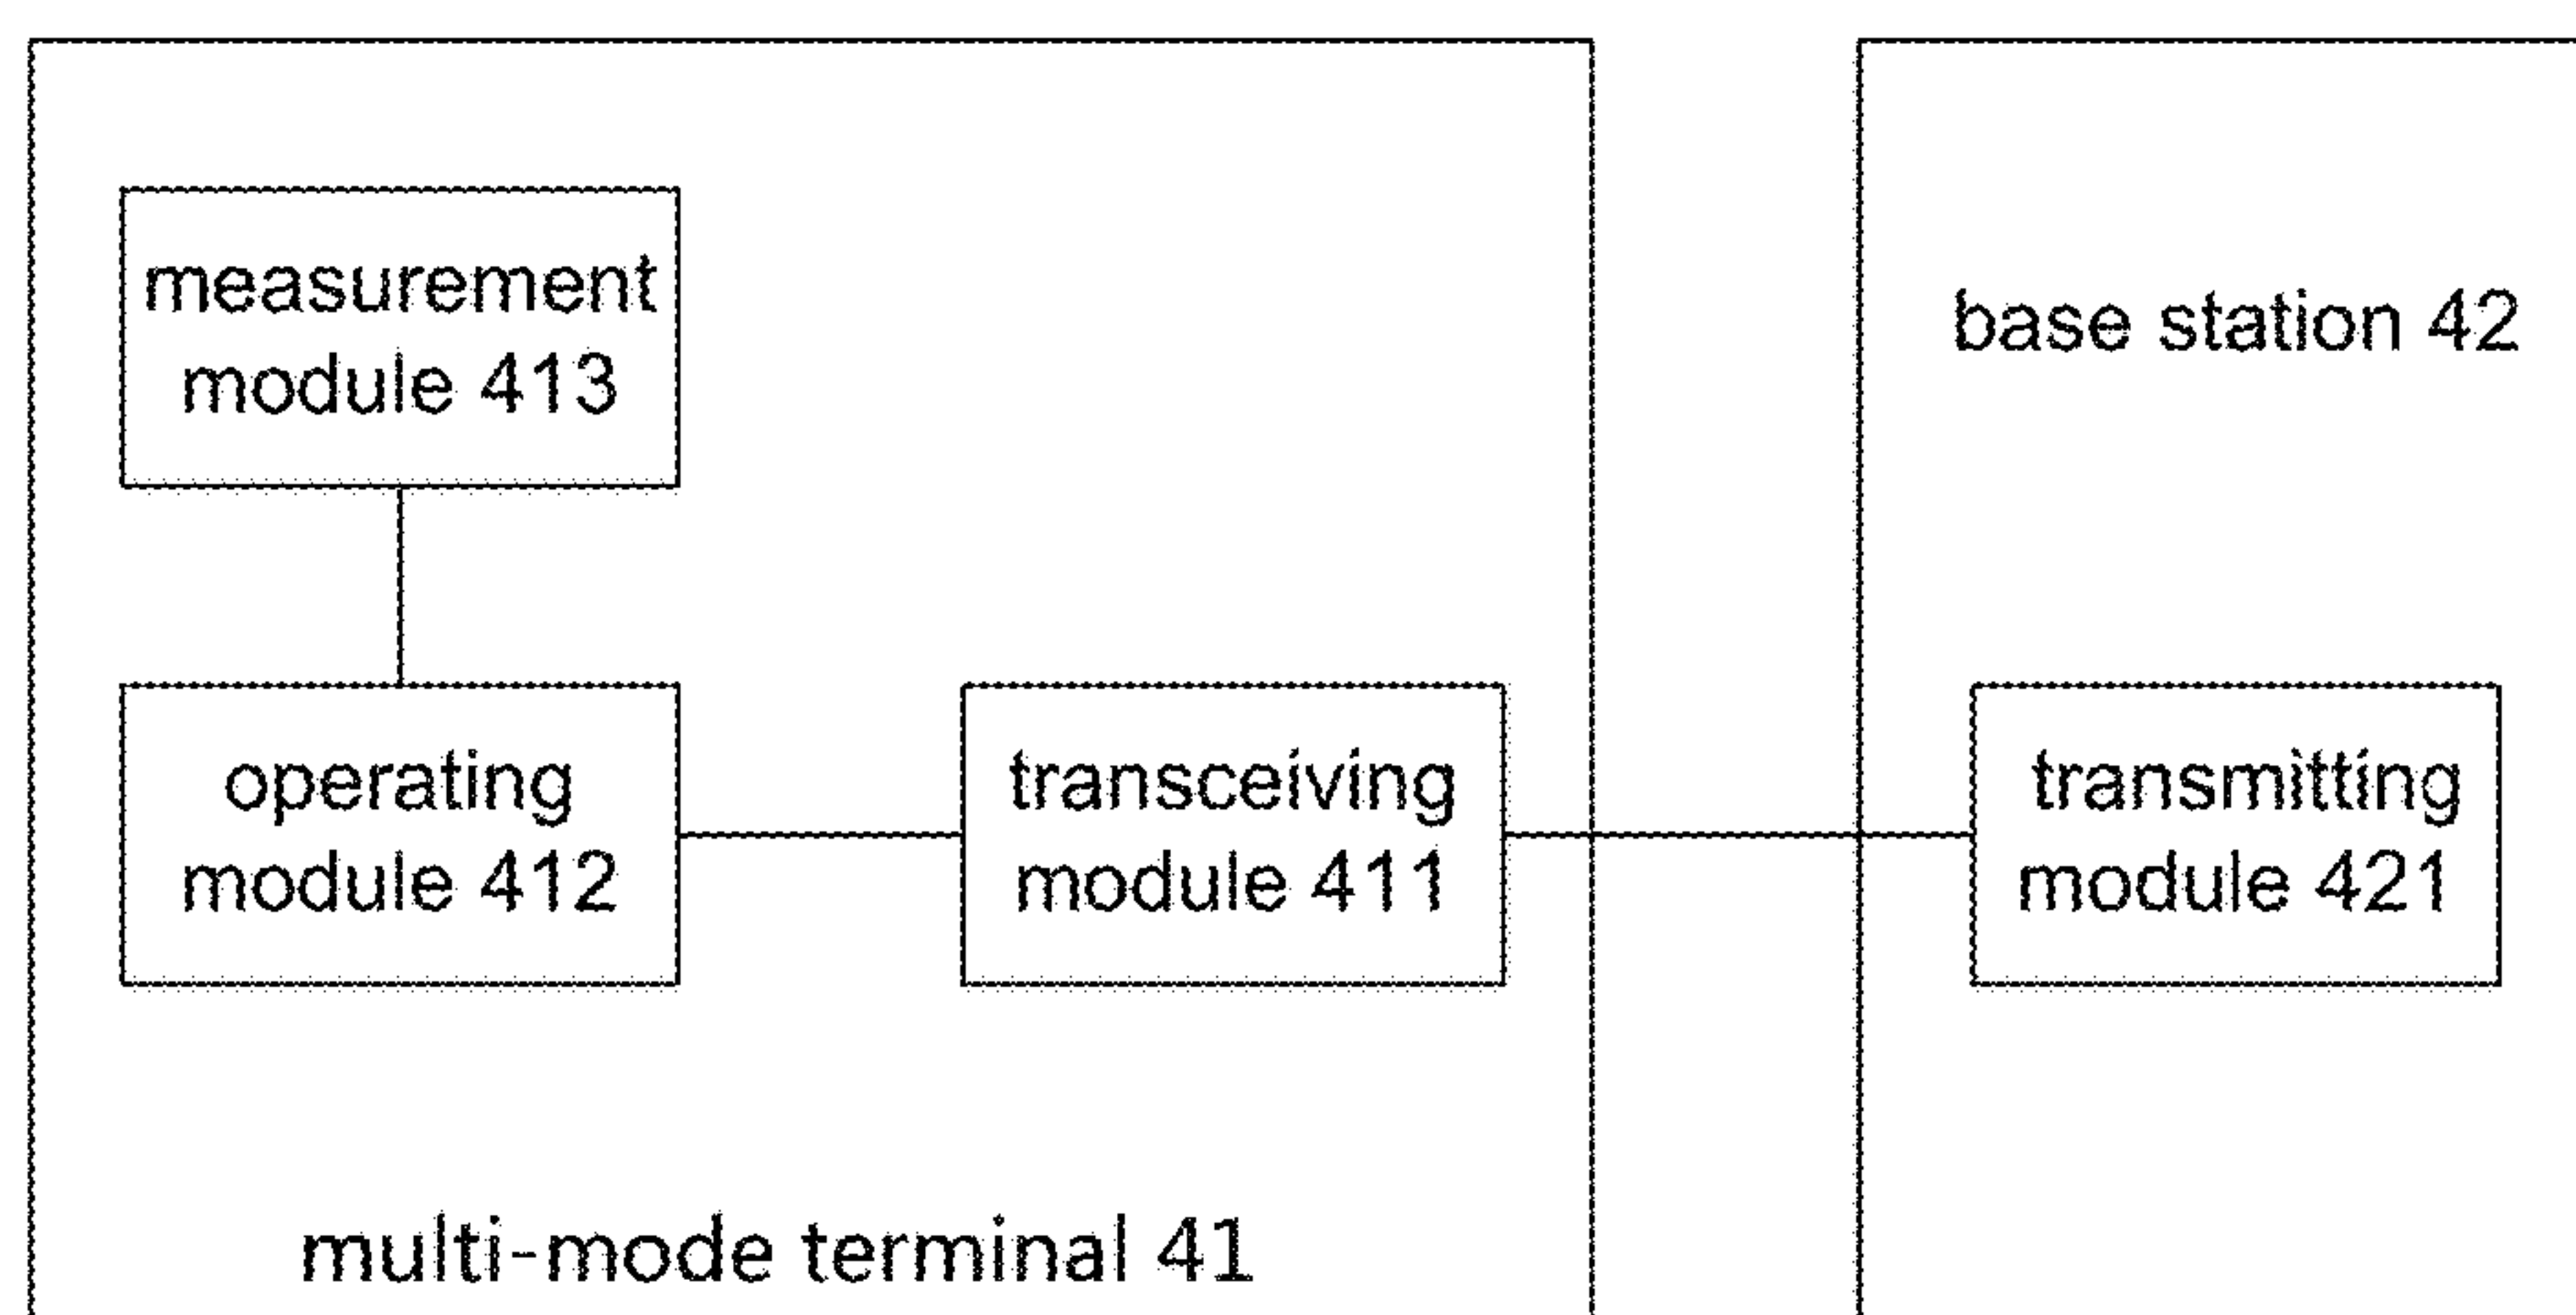 measurement
module 413
base station 42
operating
module 412
transceiving
module 411
transmitting
module 421
multi-mode terminal 41